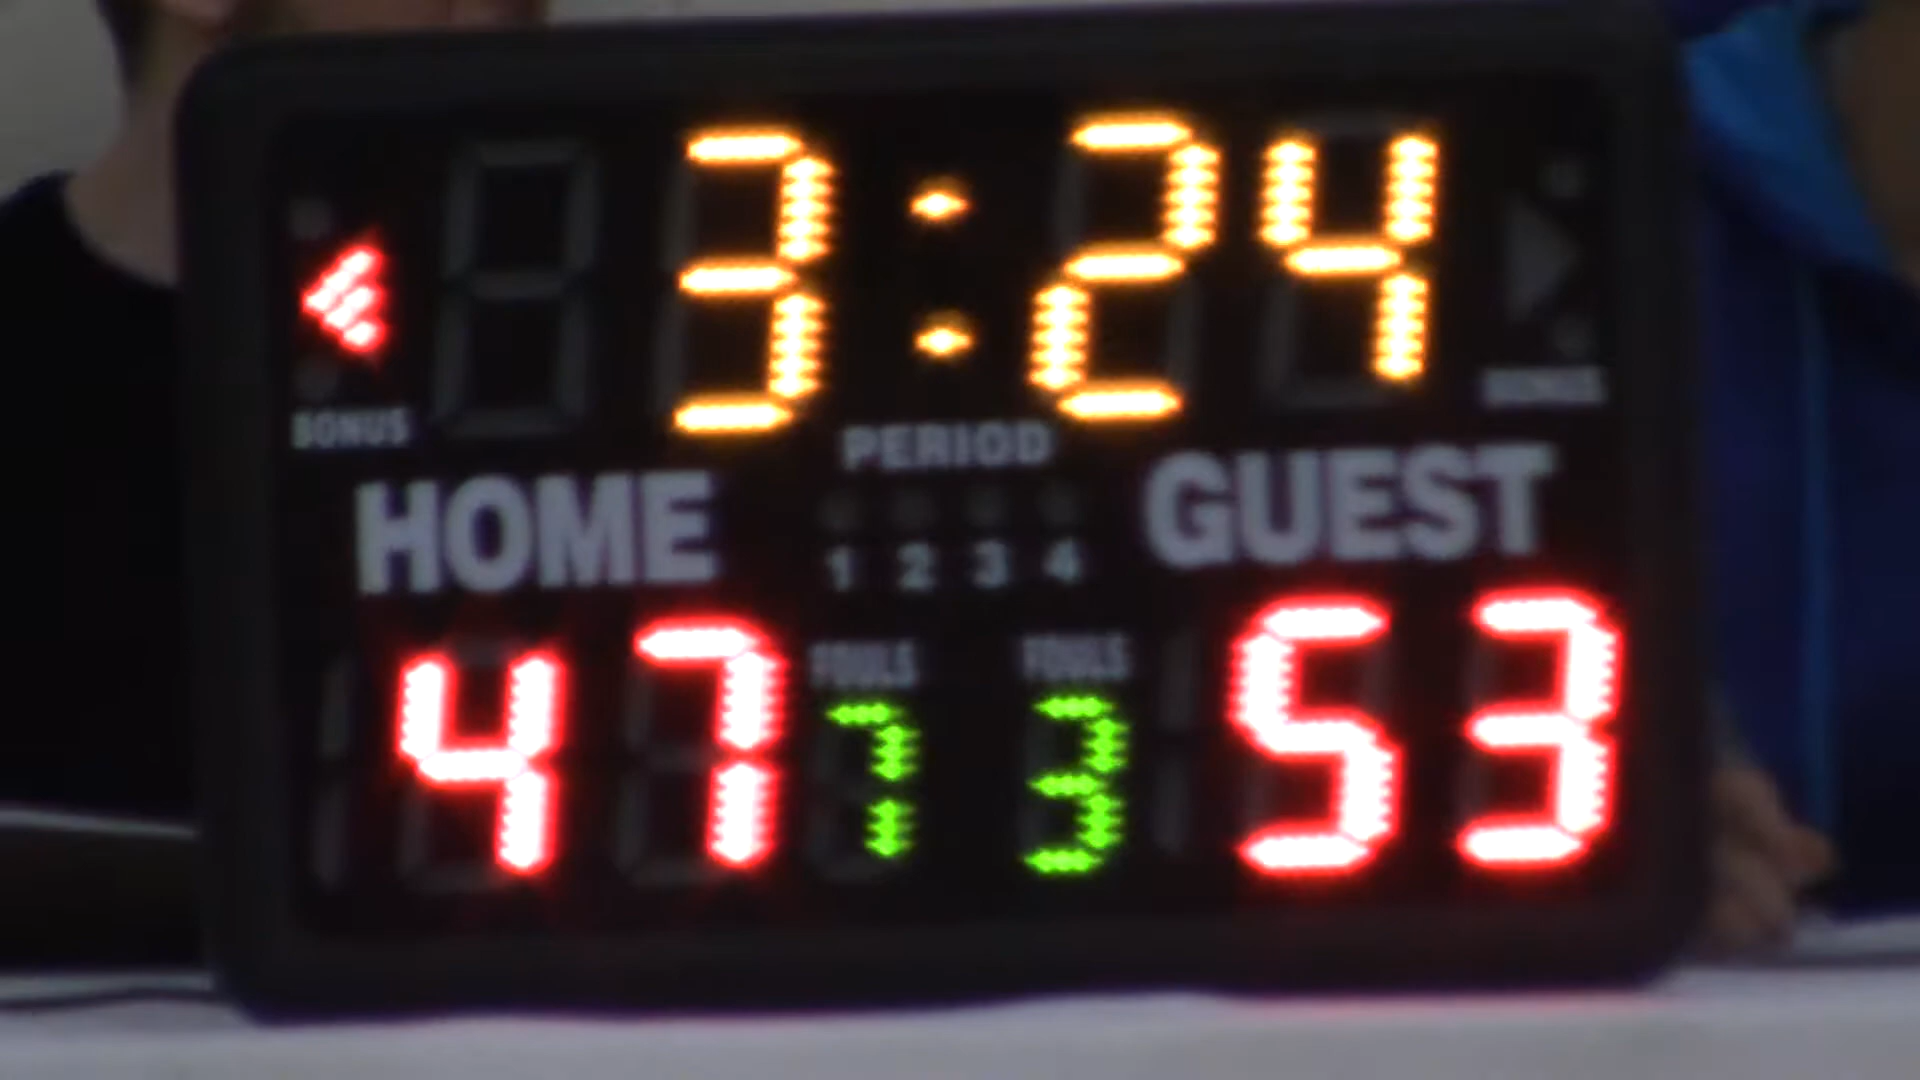 3:24
BONUS PERIOD BONUS
HOME GUEST
1 2 3 4
FOULS FOULS
47 7 3 53